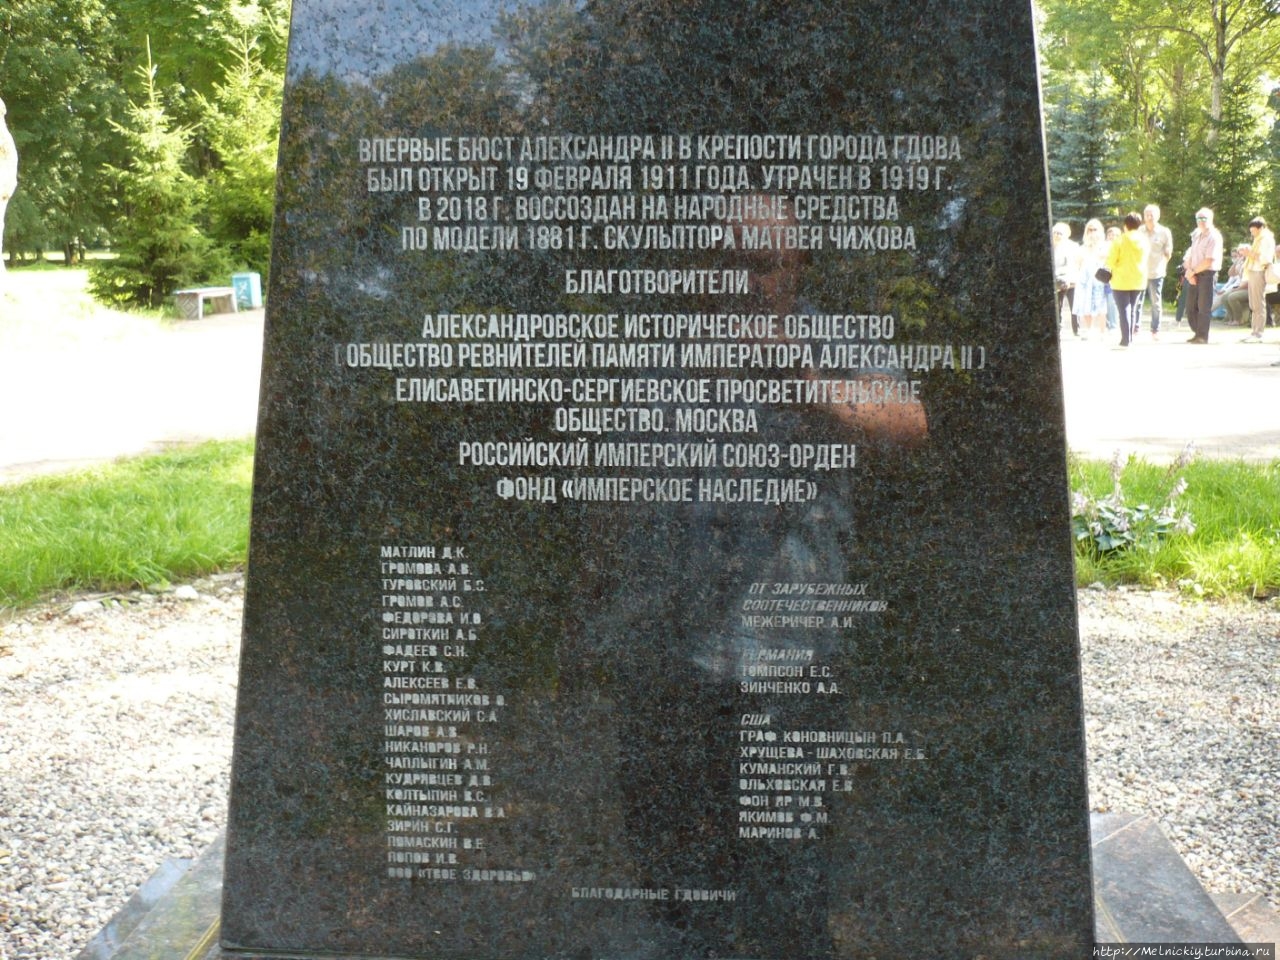 ВПЕРВЫЕ БЮСТ АЛЕКСАНДРА II В КРЕПОСТИ ГОРОДА ГДОВА
БЫЛ ОТКРЫТ 19 ФЕВРАЛЯ 1911 ГОДА. УТРАЧЕН В 1919 Г.
В 2018 Г. ВОССОЗДАН НА НАРОДНЫЕ СРЕДСТВА
ПО МОДЕЛИ 1881 Г. СКУЛЬПТОРА МАТВЕЯ ЧИЖОВА
БЛАГОТВОРИТЕЛИ
АЛЕКСАНДРОВСКОЕ ИСТОРИЧЕСКОЕ ОБЩЕСТВО
(ОБЩЕСТВО РЕВНИТЕЛЕЙ ПАМЯТИ ИМПЕРАТОРА АЛЕКСАНДРА II)
ЕЛИСАВЕТИНСКО-СЕРГИЕВСКОЕ ПРОСВЕТИТЕЛЬСКОЕ
ОБЩЕСТВО. МОСКВА
РОССИЙСКИЙ ИМПЕРСКИЙ СОЮЗ-ОРДЕН
ФОНД «ИМПЕРСКОЕ НАСЛЕДИЕ»
МАТЛИН Д.К.
ГРОМОВА А.В.
ТУРОВСКИЙ Б.С.
ГРОМОВ А.С.
ФЕДОРОВА И.О
СИРОТКИН А.Б.
ФАДЕЕВ С.Н.
КУРТ К.В.
АЛЕКСЕЕВ Е.В.
СЫРОМЯТНИКОВ О
ХИСЛАВСКИЙ С.А
ШАРОВ А.В
НИКАНОРОВ Р.Н.
ЧАПЛЫГИН А.М.
КУДРЯВЦЕВ Д.В
КОЛТЫПИН В.С.
КАЙНАЗАРОВА В.А
ЗИРИН С.Г.
ПОМАСКИН В.Е
ПОПОВ И.В
ООО «ТВОЕ ЗДОРОВЬЕ»
ОТ ЗАРУБЕЖНЫХ
СООТЕЧЕСТВЕННИКОВ
МЕЖЕРИЧЕР А.И.
ГЕРМАНИЯ
ТОМПСОН Е.С.
ЗИНЧЕНКО А.А.
США
ГРАФ КОНОВНИЦЫН П.А.
ХРУЩЕВА-ШАХОВСКАЯ Е.Б.
КУМАНСКИЙ Г.В.
ОЛЬХОВСКАЯ Е.В
ФОН ЯР М.В.
ЯКИМОВ Ф.М.
МАРИНОВ А.
БЛАГОДАРНЫЕ ГДОВИЧИ
http://Melnickiy.turbina.ru